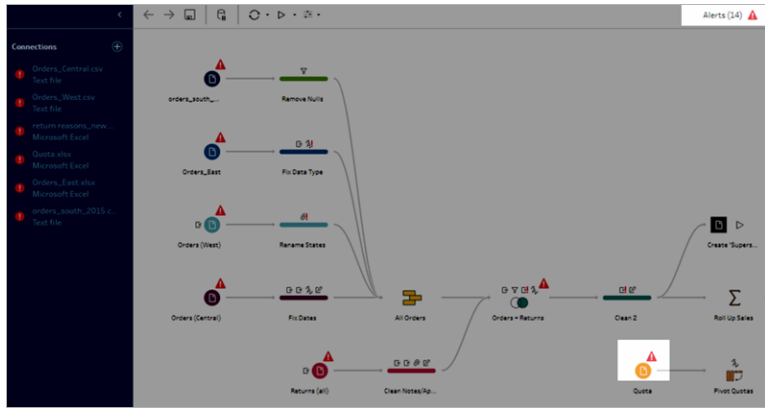 Alerts (14)
Connections
Orders_Central.csv
Text file
Orders_West.csv
Text file
return reasons_new...
Microsoft Excel
Quota.xlsx
Microsoft Excel
Orders_East.xlsx
Microsoft Excel
orders_south_2015 c...
Text file
orders_south_...
Remove Nulls
Orders_East
Fix Data Type
Orders (West)
Rename States
Create 'Supers...
Orders (Central)
Fix Dates
All Orders
Orders + Returns
Clean 2
Roll Up Sales
Returns (all)
Clean Notes/Ap...
Quota
Pivot Quotas